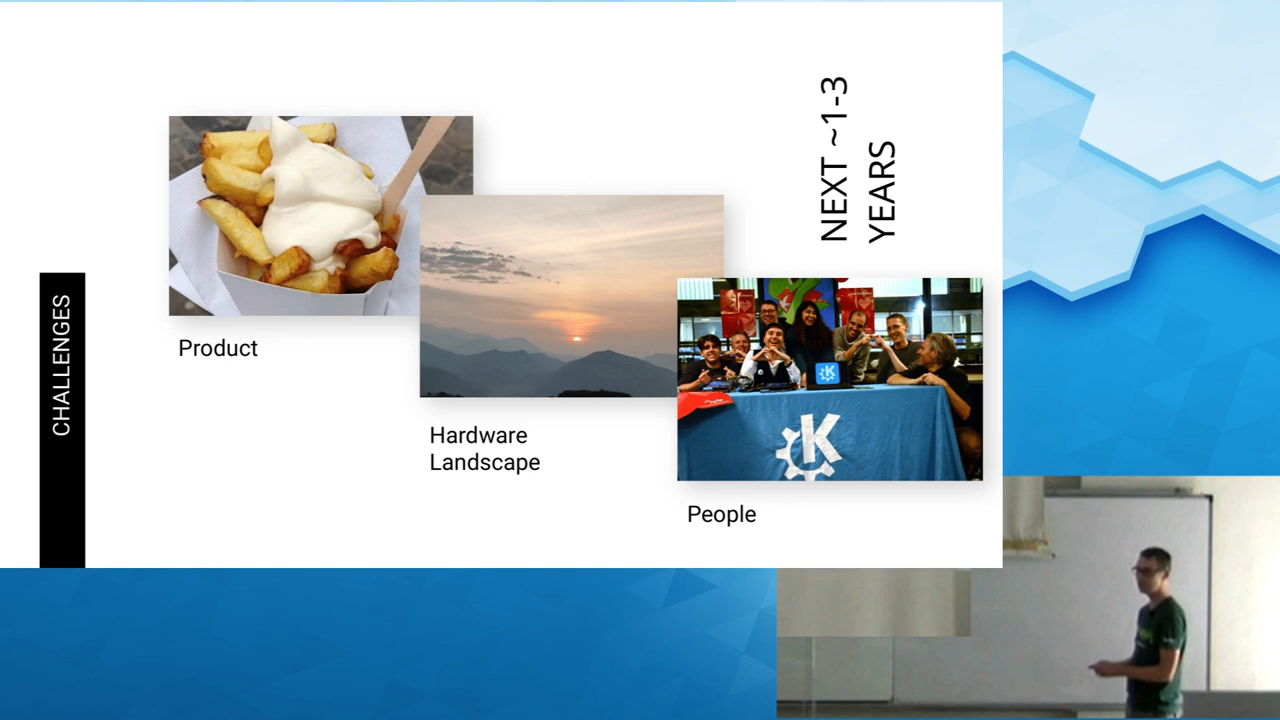 CHALLENGES
Product
Hardware
Landscape
People
NEXT ~1-3
YEARS
K
K